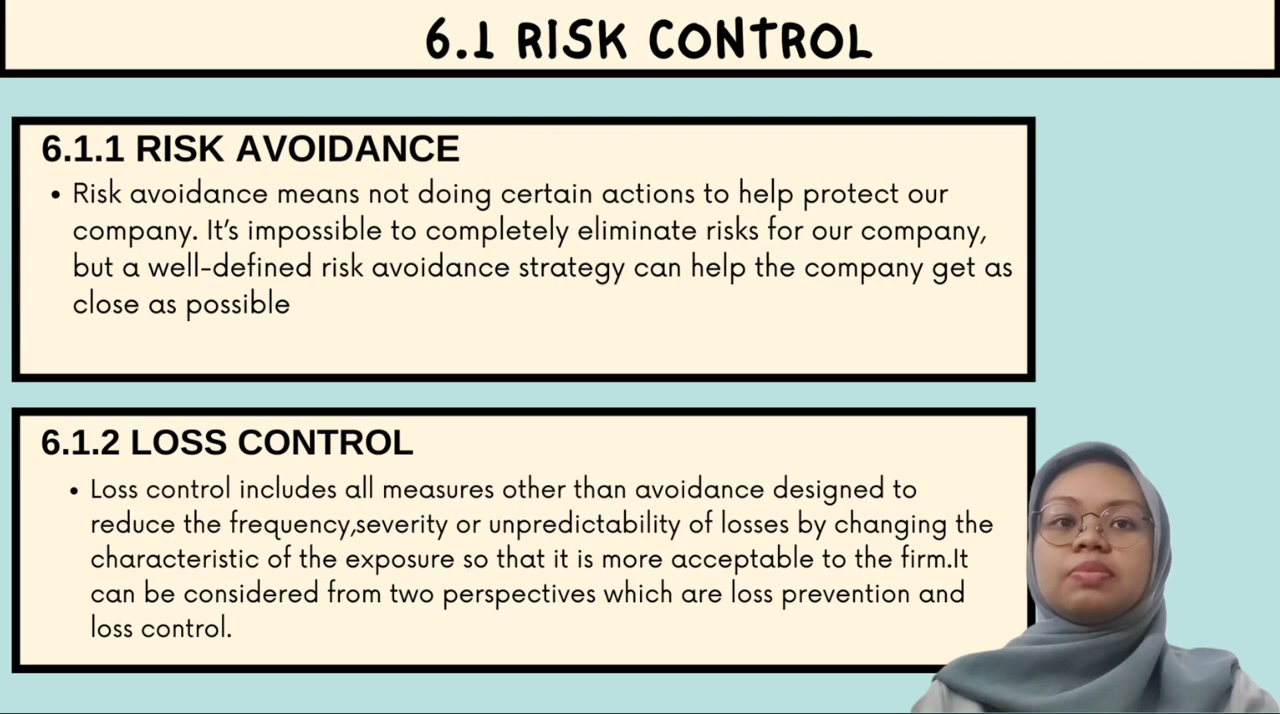 6.1 RISK CONTROL
6.1.1 RISK AVOIDANCE
• Risk avoidance means not doing certain actions to help protect our
company. It’s impossible to completely eliminate risks for our company,
but a well-defined risk avoidance strategy can help the company get as
close as possible
6.1.2 LOSS CONTROL
• Loss control includes all measures other than avoidance designed to
reduce the frequency,severity or unpredictability of losses by changing the
characteristic of the exposure so that it is more acceptable to the firm.It
can be considered from two perspectives which are loss prevention and
loss control.